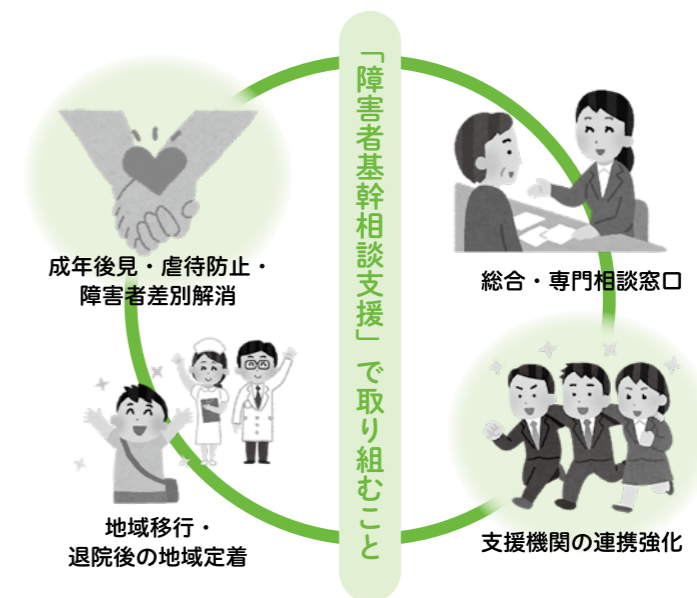 「障害者基幹相談支援」で取り組むこと
成年後見・虐待防止・
障害者差別解消
総合・専門相談窓口
地域移行・
退院後の地域定着
支援機関の連携強化